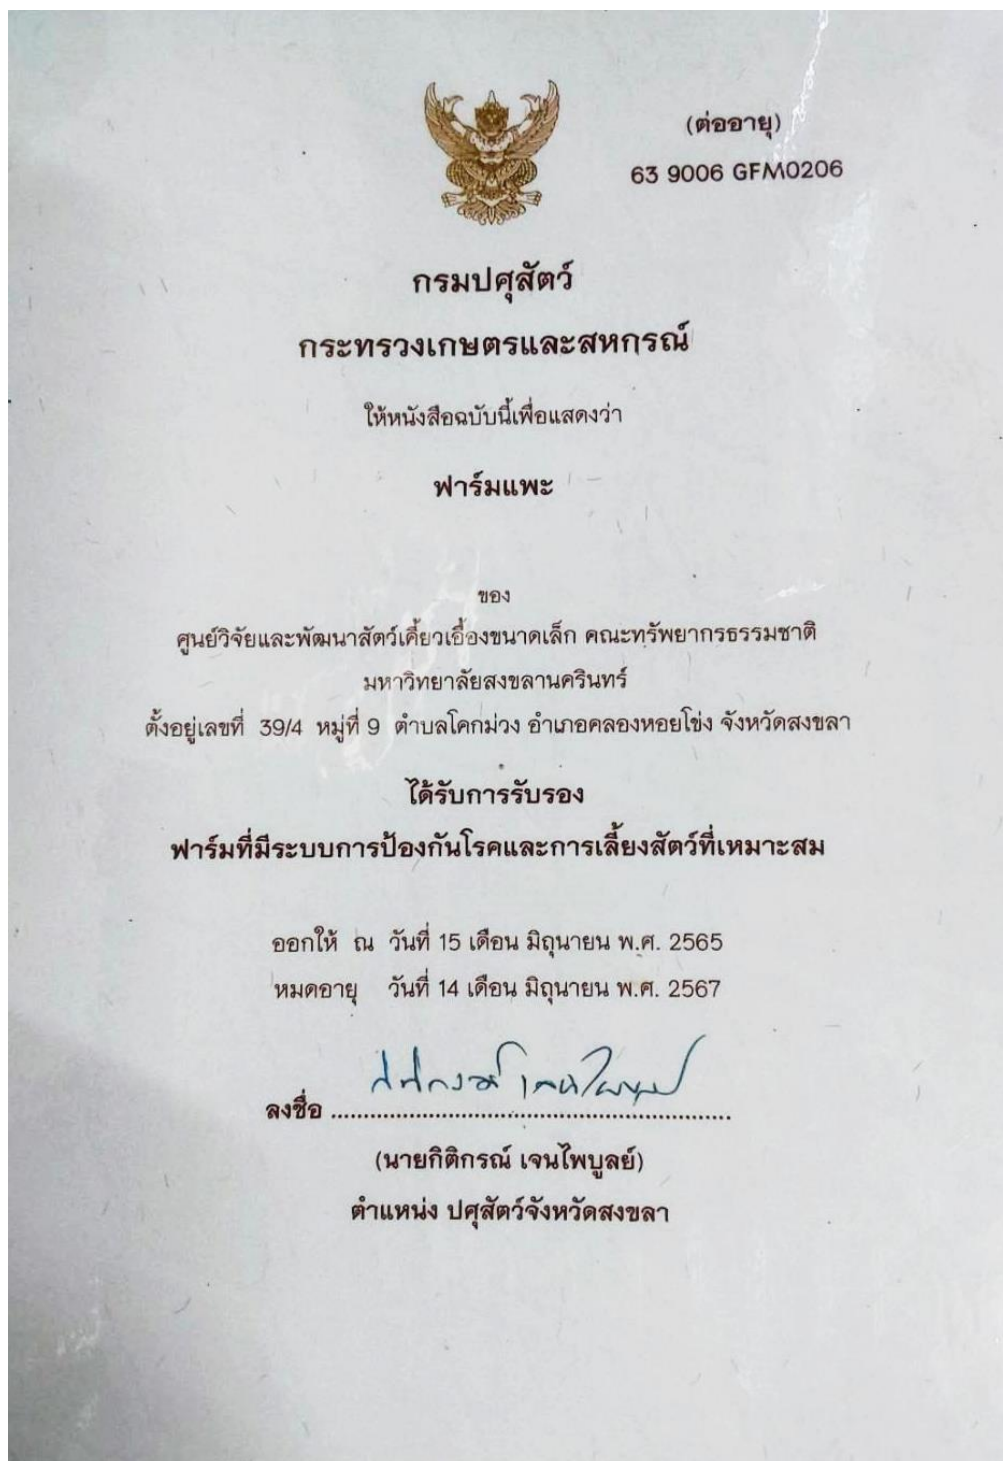 (ต่ออายุ)
63 9006 GFM0206
กรมปศุสัตว์
กระทรวงเกษตรและสหกรณ์
ให้หนังสือฉบับนี้เพื่อแสดงว่า
ฟาร์มแพะ
ของ
ศูนย์วิจัยและพัฒนาสัตว์เคี้ยวเอื้องขนาดเล็ก คณะทรัพยากรธรรมชาติ
มหาวิทยาลัยสงขลานครินทร์
ตั้งอยู่เลขที่ 39/4 หมู่ที่ 9 ตำบลโคกม่วง อำเภอคลองหอยโข่ง จังหวัดสงขลา
ได้รับการรับรอง
ฟาร์มที่มีระบบการป้องกันโรคและการเลี้ยงสัตว์ที่เหมาะสม
ออกให้ ณ วันที่ 15 เดือน มิถุนายน พ.ศ. 2565
หมดอายุ วันที่ 14 เดือน มิถุนายน พ.ศ. 2567
ลงชื่อ ............................................................
(นายกิติกรณ์ เจนไพบูลย์)
ตำแหน่ง ปศุสัตว์จังหวัดสงขลา